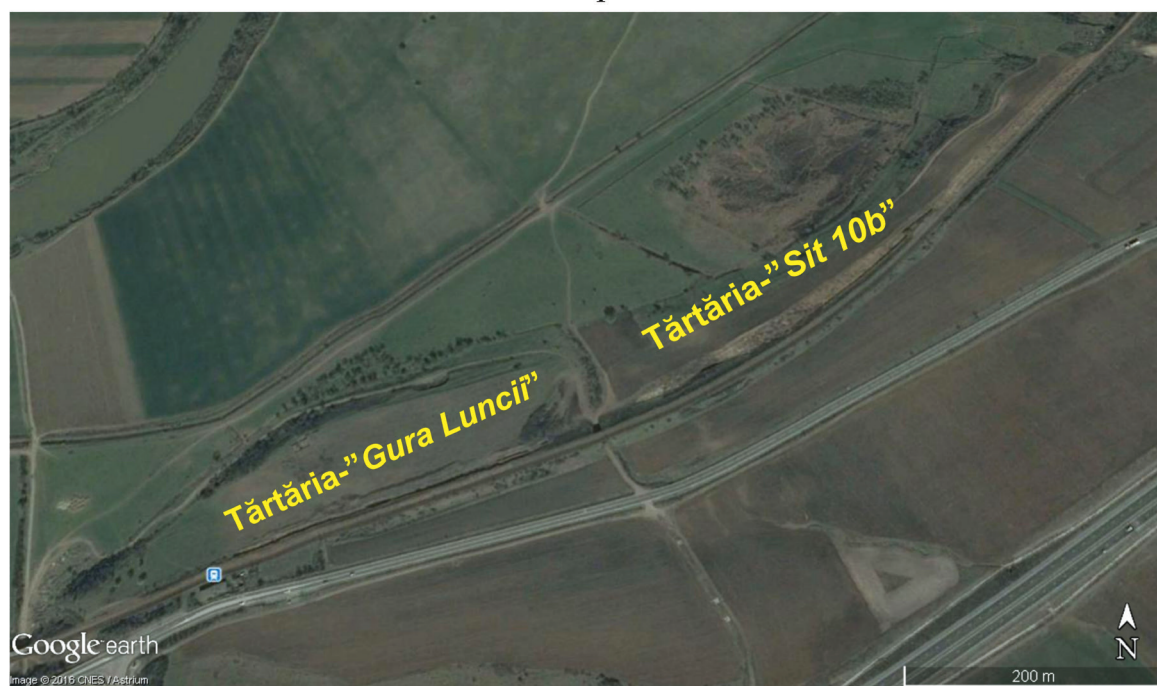 Tărtăria-” Sit 10b”
Tărtăria-” Gura Luncii”
Google earth
Image © 2016 CNES / Astrium
N
200 m